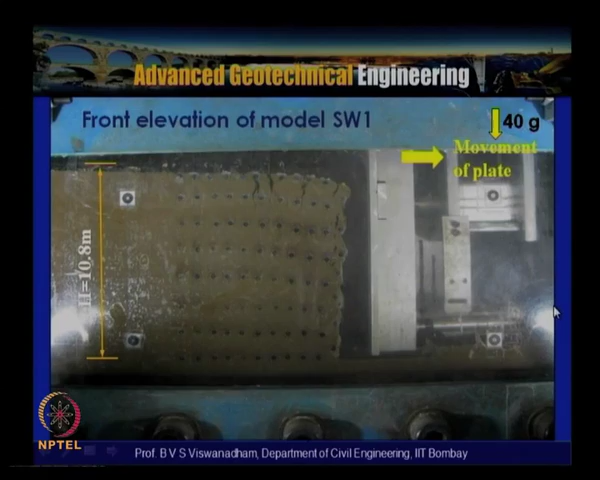 Advanced Geotechnical Engineering
Front elevation of model SW1
40 g
Movement
of plate
H=10.8m
NPTEL
Prof. B V S Viswanadham, Department of Civil Engineering, IIT Bombay